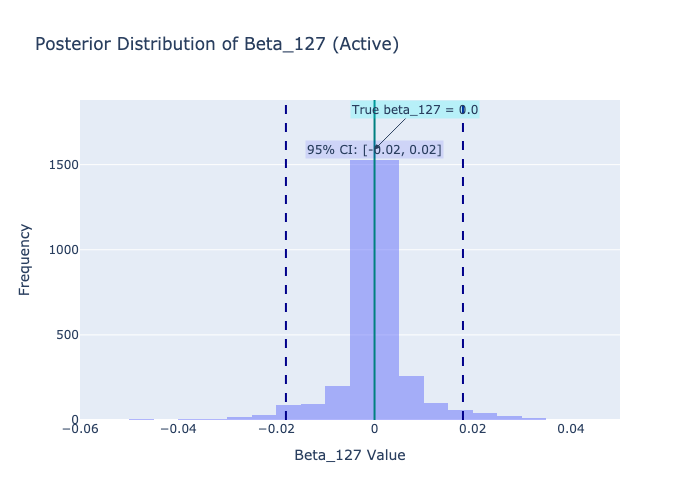 Posterior Distribution of Beta_127 (Active)
True beta_127 = 0.0
95% CI: [-0.02, 0.02]
1500
1000
500
0
Frequency
−0.06
−0.04
−0.02
0
0.02
0.04
Beta_127 Value